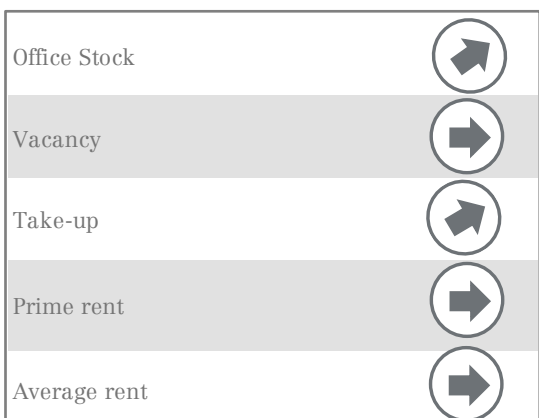 Office Stock
Vacancy
Take-up
Prime rent
Average rent